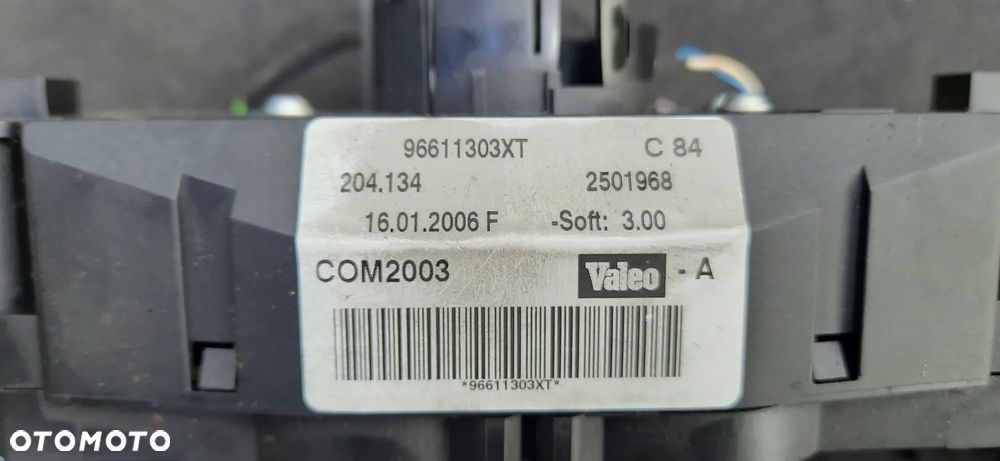 96611303XT C 84
204.134 2501968
16.01.2006 F -Soft: 3.00
COM2003 Valeo - A
*96611303XT*
OTOMOTO